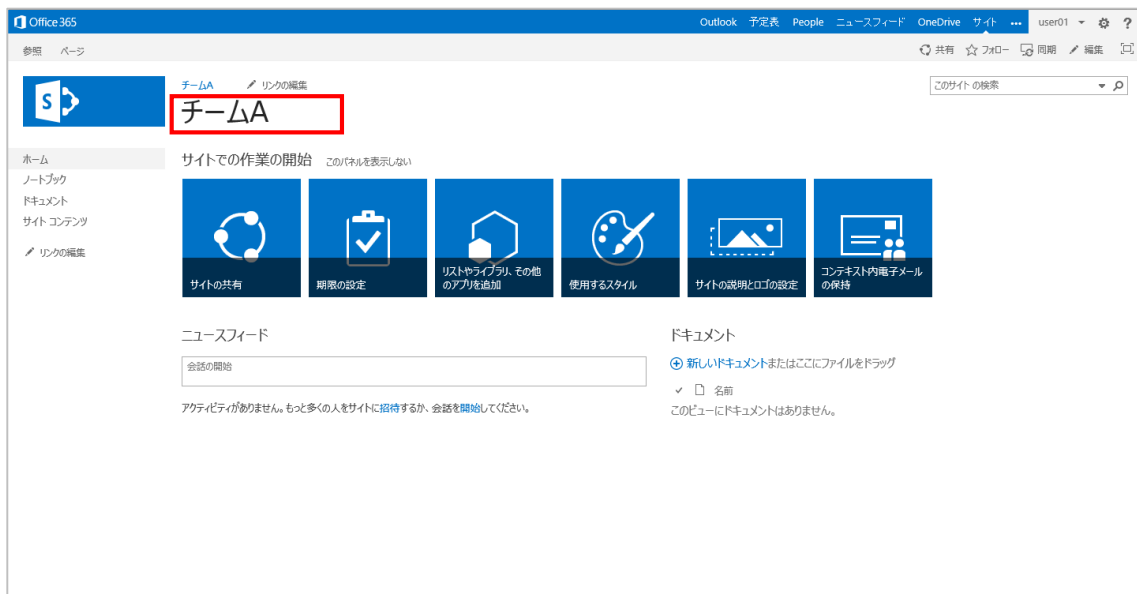 Office 365
Outlook 予定表 People ニュースフィード OneDrive サイト ••• user01 ?
参照 ページ
共有 フォロー 同期 編集
S
チームA リンクの編集
このサイト の検索
チームA
ホーム
ノートブック
ドキュメント
サイト コンテンツ
リンクの編集
サイトでの作業の開始 このパネルを表示しない
サイトの共有
期限の設定
リストやライブラリ、その他
のアプリを追加
使用するスタイル
サイトの説明とロゴの設定
コンテキスト内電子メール
の保持
ニュースフィード
会話の開始
アクティビティがありません。もっと多くの人をサイトに招待するか、会話を開始してください。
ドキュメント
新しいドキュメントまたはここにファイルをドラッグ
名前
このビューにドキュメントはありません。